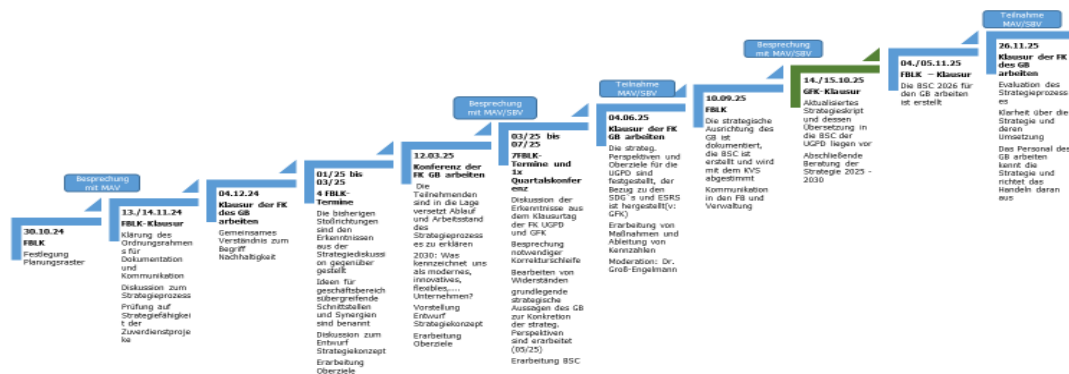 30.10.24
FBLK
Festlegung
Planungsraster
Besprechung
mit MAV
13./14.11.24
FBLK-Klausur
Klärung des
Ordnungsrahmen
s für
Dokumentation
und
Kommunikation
Diskussion zum
Strategieprozess
Prüfung auf
Strategiefähigkei
t der
Zuverdienstproje
ke
04.12.24
Klausur der FK
des GB
arbeiten
Gemeinsames
Verständnis zum
Begriff
Nachhaltigkeit
01/25 bis
03/25
4 FBLK-
Termine
Die bisherigen
Stoßrichtungen
sind den
Erkenntnissen
aus der
Strategiediskussi
on gegenüber
gestellt
Ideen für
geschäftsbereich
sübergreifende
Schnittstellen
und Synergien
sind benannt
Diskussion zum
Entwurf
Strategiekonzept
Erarbeitung
Oberziele
12.03.25
Konferenz der
FK GB arbeiten
Die
Teilnehmenden
sind in die Lage
versetzt Ablauf
und Arbeitsstand
des
Strategieprozess
es zu erklären
2030: Was
kennzeichnet uns
als modernes,
innovatives,
flexibles,....
Unternehmen?
Vorstellung
Entwurf
Strategiekonzept
Erarbeitung
Oberziele
Besprechung
mit MAV/SBV
03/25 bis
07/25
7FBLK-
Termine und
1x
Quartalskonfer
enz
Diskussion der
Erkenntnisse aus
dem Klausurtag
der FK UGPD
und GFK
Besprechung
notwendiger
Korrekturschleife
Bearbeiten von
Widerständen
grundlegende
strategische
Aussagen des GB
zur Konkretion
der strateg.
Perspektiven
sind erarbeitet
(05/25)
Erarbeitung BSC
Teilnahme
MAV/SBV
04.06.25
Klausur der FK
GB arbeiten
Die strateg.
Perspektiven und
Oberziele für die
UGPD sind
festgestellt, der
Bezug zu den
SDG´s und ESRS
ist hergestellt(v:
GFK)
Erarbeitung von
Maßnahmen und
Ableitung von
Kennzahlen
Moderation: Dr.
Groß-Engelmann
10.09.25
FBLK
Die strategische
Ausrichtung des
GB ist
dokumentiert,
die BSC ist
erstellt und wird
mit dem KVS
abgestimmt
Kommunikation
in den FB und
Verwaltung
Besprechung
mit MAV/SBV
14./15.10.25
GFK-Klausur
Aktualisiertes
Strategieskript
und dessen
Übersetzung in
die BSC der
UGPD liegen vor
Abschließende
Beratung der
Strategie 2025 -
2030
04./05.11.25
FBLK – Klausur
Die BSC 2026 für
den GB arbeiten
ist erstellt
Teilnahme
MAV/SBV
26.11.25
Klausur der FK
des GB
arbeiten
Evaluation des
Strategieprozess
es
Klarheit über die
Strategie und
deren
Umsetzung
Das Personal des
GB arbeiten
kennt die
Strategie und
richtet das
Handeln daran
aus